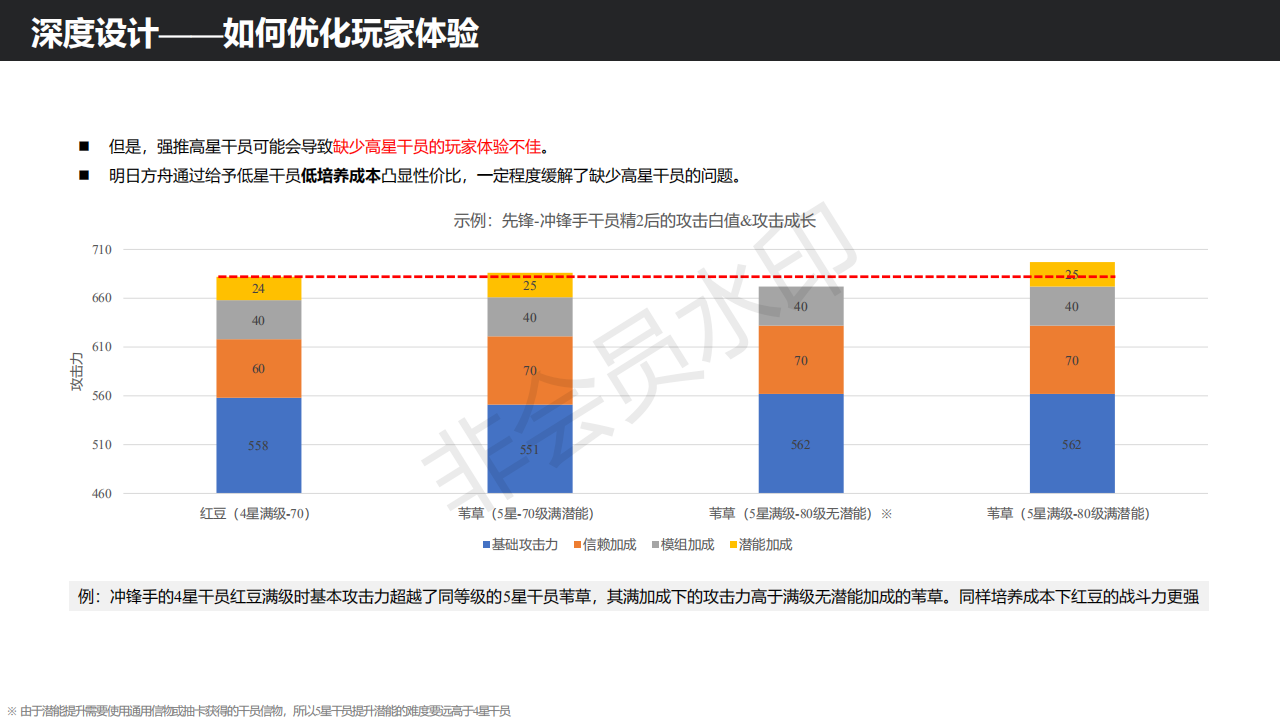 深度设计——如何优化玩家体验
■ 但是，强推高星干员可能会导致缺少高星干员的玩家体验不佳。
■ 明日方舟通过给予低星干员低培养成本凸显性价比，一定程度缓解了缺少高星干员的问题。
示例：先锋-冲锋手干员精2后的攻击白值&攻击成长
710
660
610
560
510
460
攻击力
24
40
60
558
25
40
70
551
40
70
562
25
40
70
562
红豆（4星满级-70）
苇草（5星-70级满潜能）
苇草（5星满级-80级无潜能）※
苇草（5星满级-80级满潜能）
基础攻击力 信赖加成 模组加成 潜能加成
非会员水印
例：冲锋手的4星干员红豆满级时基本攻击力超越了同等级的5星干员苇草，其满加成下的攻击力高于满级无潜能加成的苇草。同样培养成本下红豆的战斗力更强
※ 由于潜能提升需要使用通用信物或抽卡获得的干员信物，所以5星干员提升潜能的难度要远高于4星干员